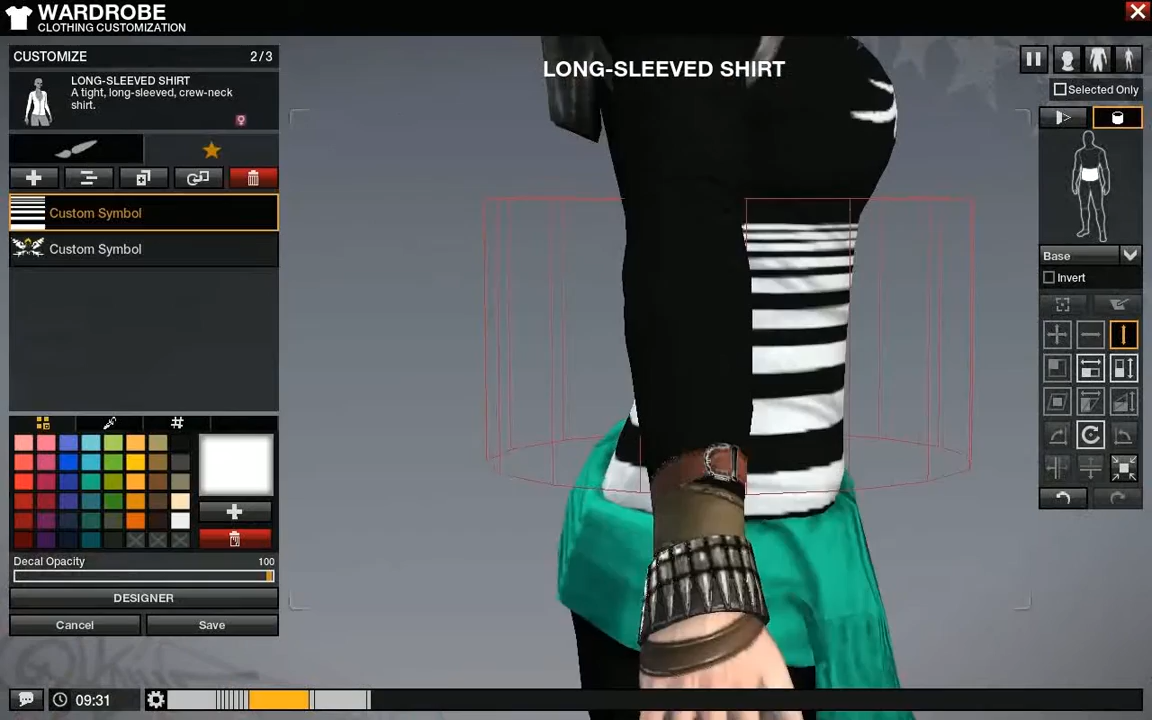 WARDROBE
CLOTHING CUSTOMIZATION
CUSTOMIZE 2/3
LONG-SLEEVED SHIRT
A tight, long-sleeved, crew-neck
shirt.
Custom Symbol
Custom Symbol
Decal Opacity 100
DESIGNER
Cancel Save
09:31
LONG-SLEEVED SHIRT
Selected Only
Base
Invert